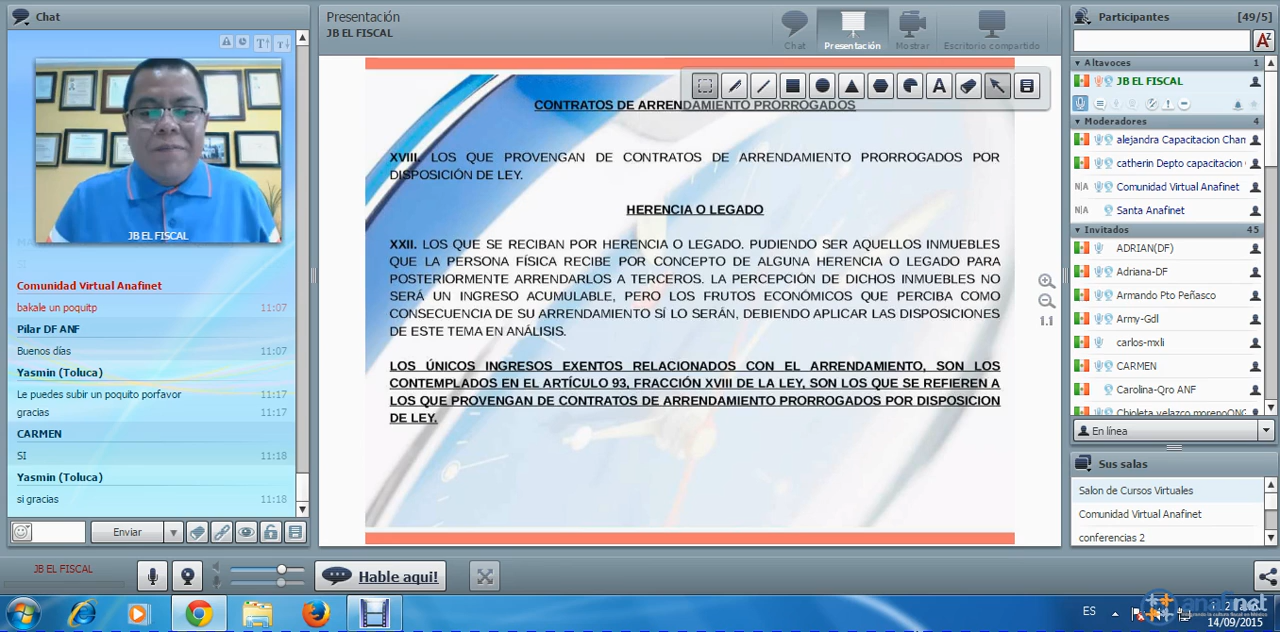 Chat
JB EL FISCAL
Comunidad Virtual Anafinet
bakale un poquitp 11:07
Pilar DF ANF
Buenos días 11:07
Yasmin (Toluca)
Le puedes subir un poquito porfavor 11:17
gracias 11:17
CARMEN
SI 11:18
Yasmin (Toluca)
si gracias 11:18
Enviar
Presentación
JB EL FISCAL
Chat
Presentación
Mostrar
Escritorio compartido
CONTRATOS DE ARRENDAMIENTO PRORROGADOS
XVIII. LOS QUE PROVENGAN DE CONTRATOS DE ARRENDAMIENTO PRORROGADOS POR
DISPOSICIÓN DE LEY.
HERENCIA O LEGADO
XXII. LOS QUE SE RECIBAN POR HERENCIA O LEGADO. PUDIENDO SER AQUELLOS INMUEBLES
QUE LA PERSONA FÍSICA RECIBE POR CONCEPTO DE ALGUNA HERENCIA O LEGADO PARA
POSTERIORMENTE ARRENDARLOS A TERCEROS. LA PERCEPCIÓN DE DICHOS INMUEBLES NO
SERÁ UN INGRESO ACUMULABLE, PERO LOS FRUTOS ECONÓMICOS QUE PERCIBA COMO
CONSECUENCIA DE SU ARRENDAMIENTO SÍ LO SERÁN, DEBIENDO APLICAR LAS DISPOSICIONES
DE ESTE TEMA EN ANÁLISIS.
LOS ÚNICOS INGRESOS EXENTOS RELACIONADOS CON EL ARRENDAMIENTO, SON LOS
CONTEMPLADOS EN EL ARTÍCULO 93, FRACCIÓN XVIII DE LA LEY, SON LOS QUE SE REFIEREN A
LOS QUE PROVENGAN DE CONTRATOS DE ARRENDAMIENTO PRORROGADOS POR DISPOSICION
DE LEY.
1.1
Participantes [49/5]
Altavoces 1
JB EL FISCAL
Moderadores 4
alejandra Capacitacion Cham
catherin Depto capacitacion
N/A Comunidad Virtual Anafinet
N/A Santa Anafinet
Invitados 45
ADRIAN(DF)
Adriana-DF
Armando Pto Peñasco
Army-Gdl
carlos-mxli
CARMEN
Carolina-Qro ANF
En línea
Sus salas
Salon de Cursos Virtuales
Comunidad Virtual Anafinet
conferencias 2
JB EL FISCAL
Hable aqui!
ES
anafinet
14/09/2015